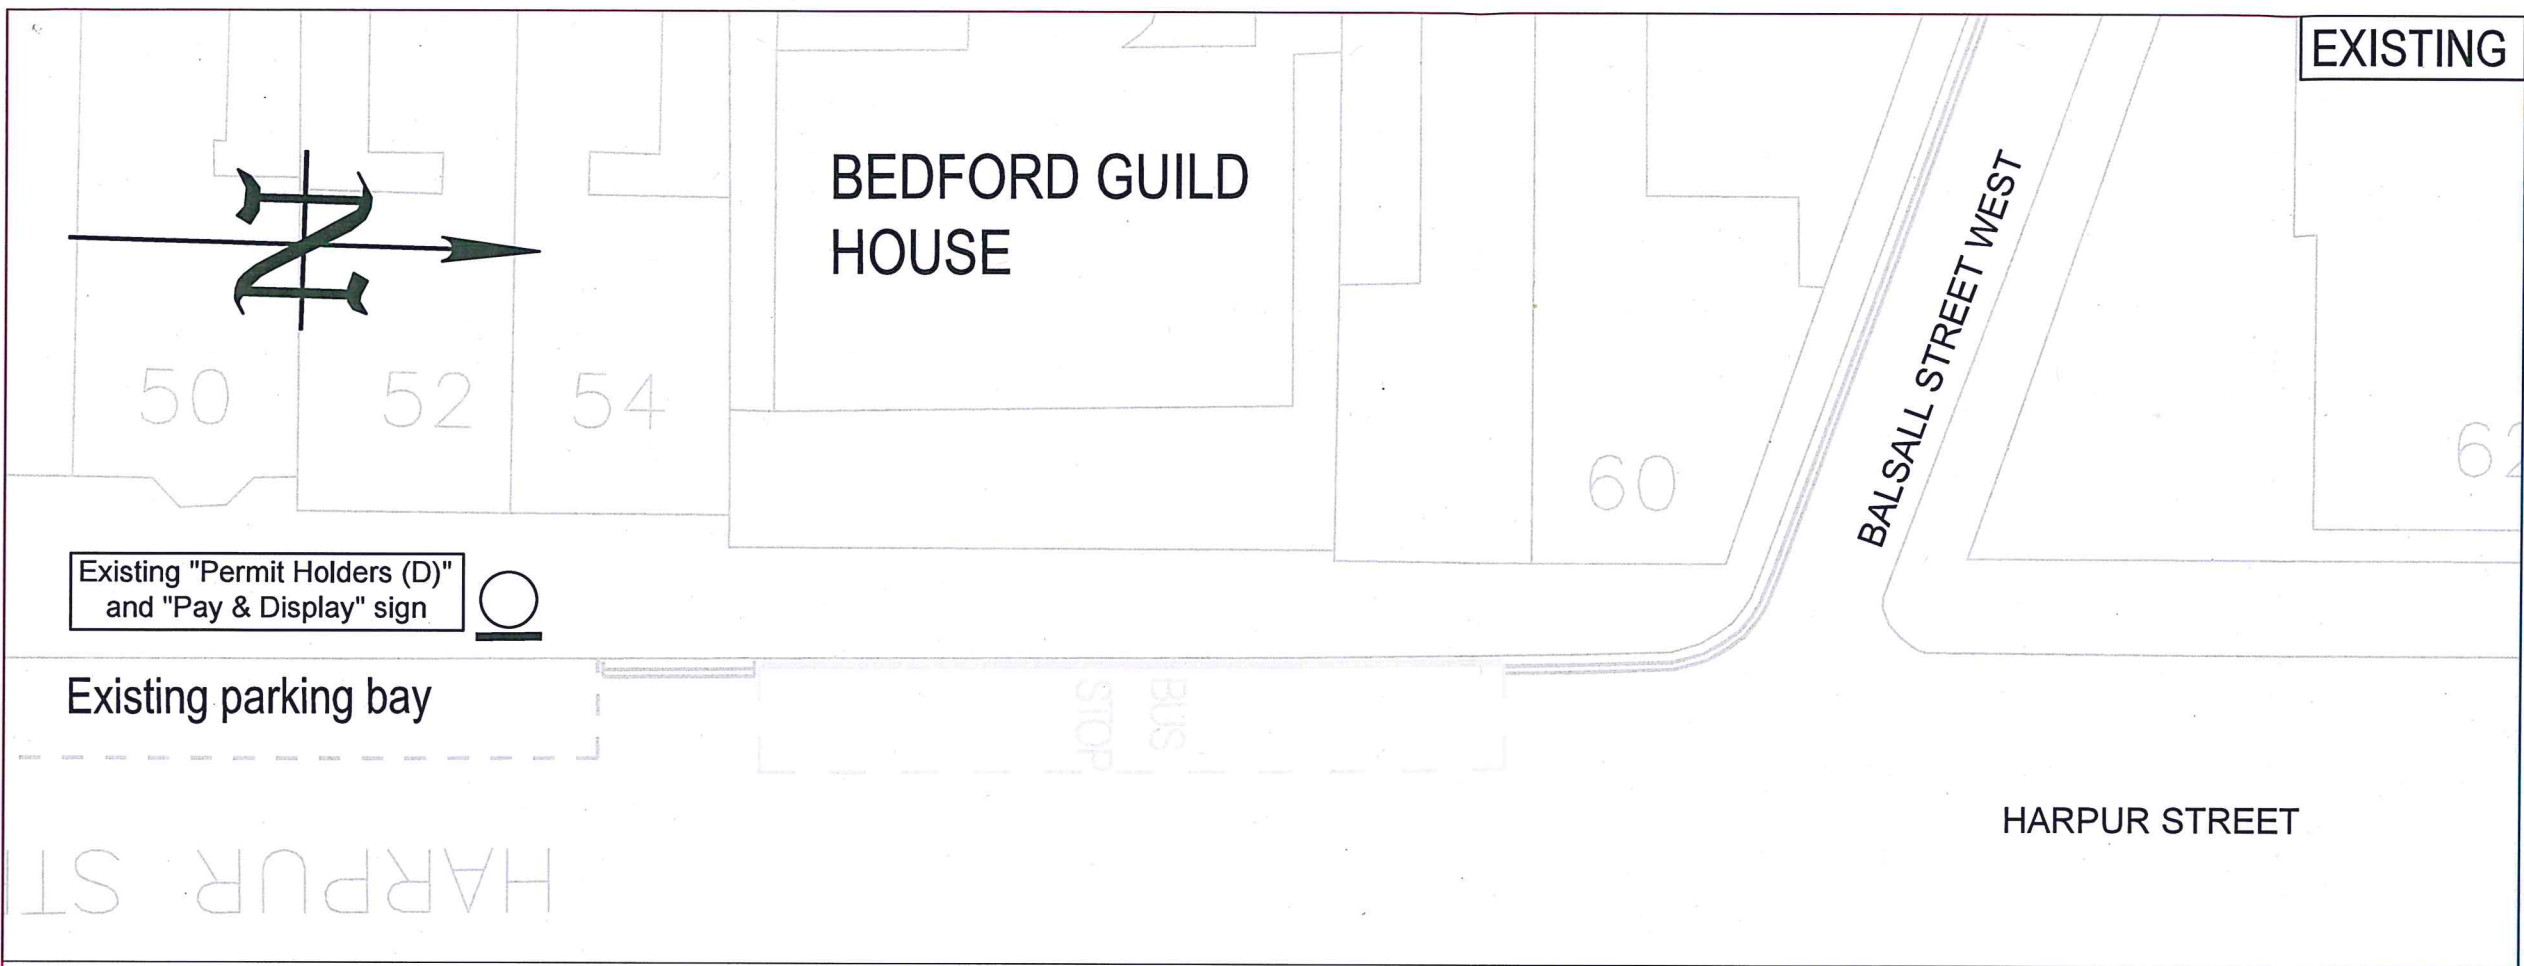 EXISTING
N
BEDFORD GUILD
HOUSE
BALSALL STREET WEST
50
52
54
60
62
Existing "Permit Holders (D)"
and "Pay & Display" sign
Existing parking bay
BUS
STOP
HARPUR STREET
HARPUR ST